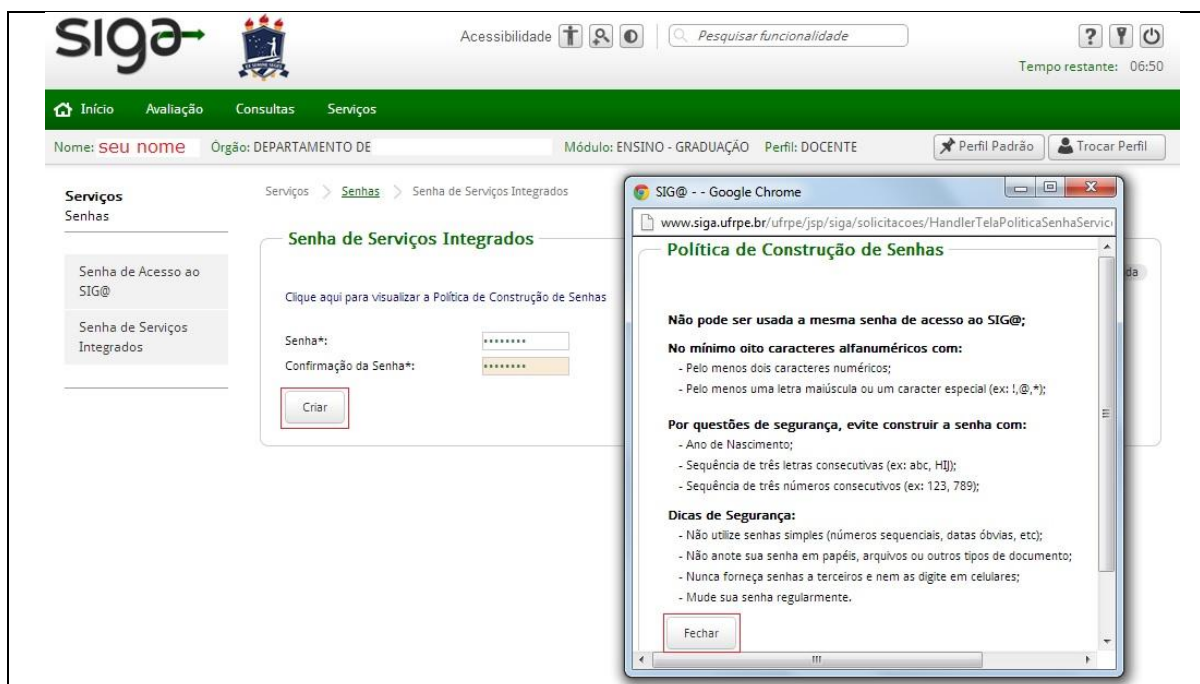 SIG@
Acessibilidade
Pesquisar funcionalidade
Tempo restante: 06:50
Início Avaliação Consultas Serviços
Nome: seu nome Órgão: DEPARTAMENTO DE Módulo: ENSINO - GRADUAÇÃO Perfil: DOCENTE Perfil Padrão Trocar Perfil
Serviços
Senhas
Senha de Acesso ao
SIG@
Senha de Serviços
Integrados
Serviços > Senhas > Senha de Serviços Integrados
Senha de Serviços Integrados
Clique aqui para visualizar a Política de Construção de Senhas
Senha*: ••••••••
Confirmação da Senha*: ••••••••
Criar
da
SIG@ - - Google Chrome
www.siga.ufrpe.br/ufrpe/jsp/siga/solicitacoes/HandlerTelaPoliticaSenhaServic
Política de Construção de Senhas
Não pode ser usada a mesma senha de acesso ao SIG@;
No mínimo oito caracteres alfanuméricos com:
- Pelo menos dois caracteres numéricos;
- Pelo menos uma letra maiúscula ou um caracter especial (ex: !,@,*);
Por questões de segurança, evite construir a senha com:
- Ano de Nascimento;
- Sequência de três letras consecutivas (ex: abc, HIJ);
- Sequência de três números consecutivos (ex: 123, 789);
Dicas de Segurança:
- Não utilize senhas simples (números sequenciais, datas óbvias, etc);
- Não anote sua senha em papéis, arquivos ou outros tipos de documento;
- Nunca forneça senhas a terceiros e nem as digite em celulares;
- Mude sua senha regularmente.
Fechar